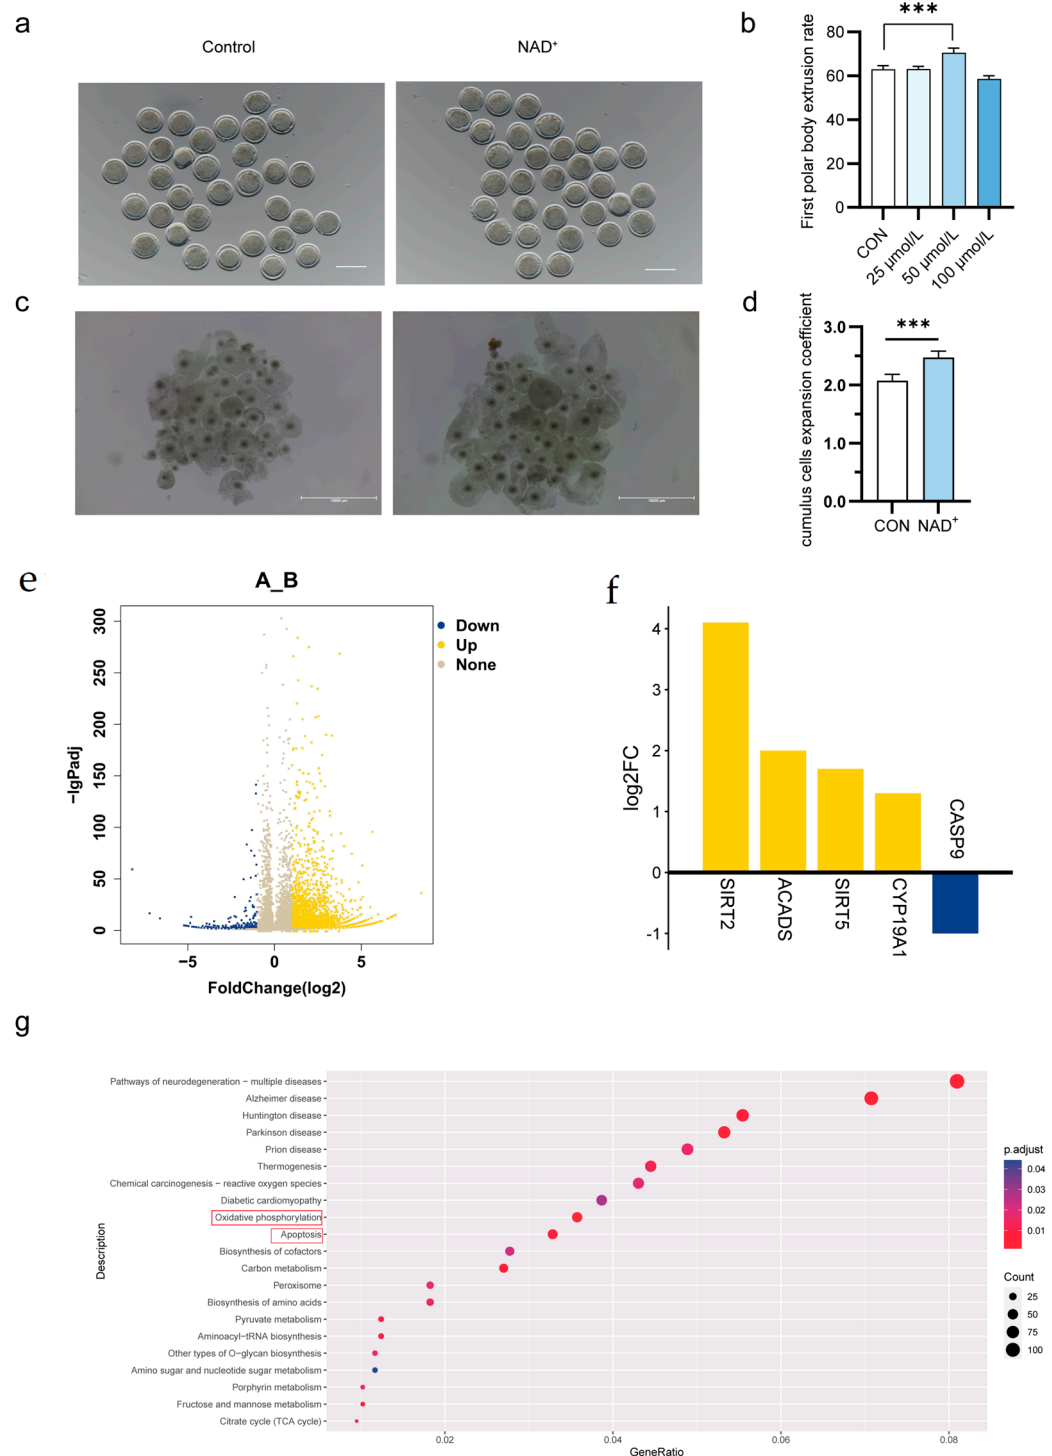 a
Control
NAD⁺
b
***
First polar body extrusion rate
80
60
40
20
0
CON
25 μmol/L
50 μmol/L
100 μmol/L
c
d
***
cumulus cells expansion coefficient
3.0
2.0
1.0
0.0
CON
NAD⁺
e
A_B
300
250
200
150
100
50
0
−lgPadj
−5
0
5
FoldChange(log2)
Down
Up
None
f
log2FC
4
3
2
1
0
-1
SIRT2
ACADS
SIRT5
CYP19A1
CASP9
g
Description
Pathways of neurodegeneration − multiple diseases
Alzheimer disease
Huntington disease
Parkinson disease
Prion disease
Thermogenesis
Chemical carcinogenesis − reactive oxygen species
Diabetic cardiomyopathy
Oxidative phosphorylation
Apoptosis
Biosynthesis of cofactors
Carbon metabolism
Peroxisome
Biosynthesis of amino acids
Pyruvate metabolism
Aminoacyl−tRNA biosynthesis
Other types of O−glycan biosynthesis
Amino sugar and nucleotide sugar metabolism
Porphyrin metabolism
Fructose and mannose metabolism
Citrate cycle (TCA cycle)
0.02
0.04
0.06
0.08
GeneRatio
p.adjust
0.04
0.03
0.02
0.01
Count
25
50
75
100